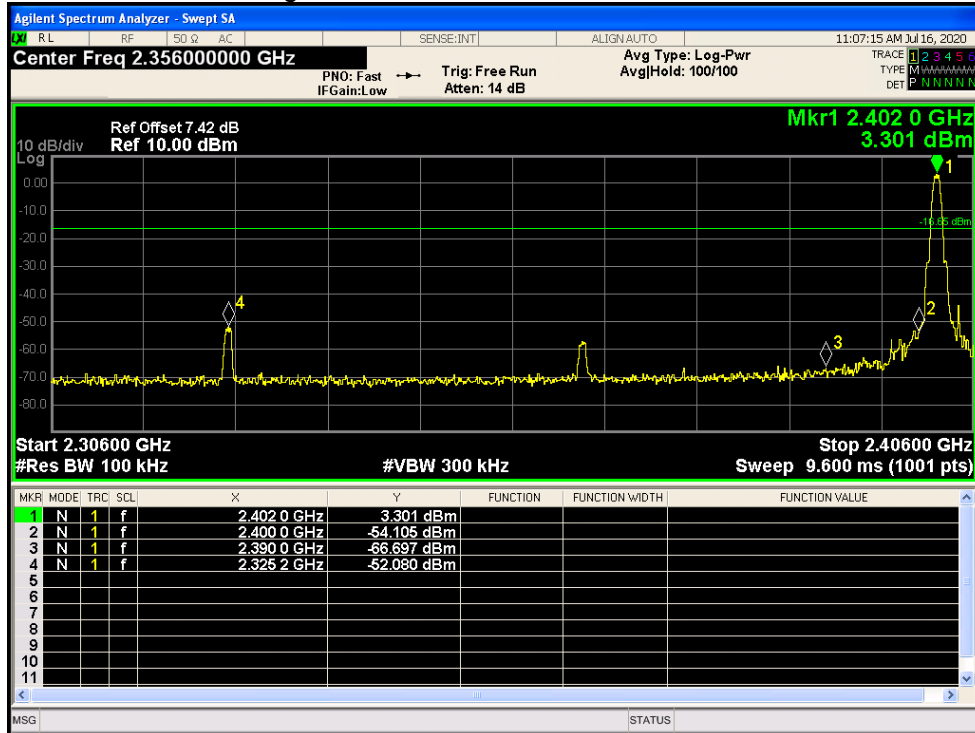 Agilent Spectrum Analyzer - Swept SA
LXI RL RF 50 Ω AC SENSE:INT ALIGN AUTO 11:07:15 AM Jul 16, 2020
Center Freq 2.356000000 GHz
PNO: Fast
IFGain:Low
Trig: Free Run
Atten: 14 dB
Avg Type: Log-Pwr
Avg|Hold: 100/100
TRACE 1 2 3 4 5 6
TYPE M
DET P N N N N N
Mkr1 2.402 0 GHz
3.301 dBm
Ref Offset 7.42 dB
10 dB/div Ref 10.00 dBm
Log
1
0.00
-10.0
-20.0
-30.0
-40.0
4
-50.0
2
-60.0
3
-70.0
-80.0
Start 2.30600 GHz Stop 2.40600 GHz
#Res BW 100 kHz #VBW 300 kHz Sweep 9.600 ms (1001 pts)
MKR MODE TRC SCL X Y FUNCTION FUNCTION WIDTH FUNCTION VALUE
1 N 1 f 2.402 0 GHz 3.301 dBm
2 N 1 f 2.400 0 GHz -54.105 dBm
3 N 1 f 2.390 0 GHz -66.697 dBm
4 N 1 f 2.325 2 GHz -52.080 dBm
5
6
7
8
9
10
11
MSG STATUS